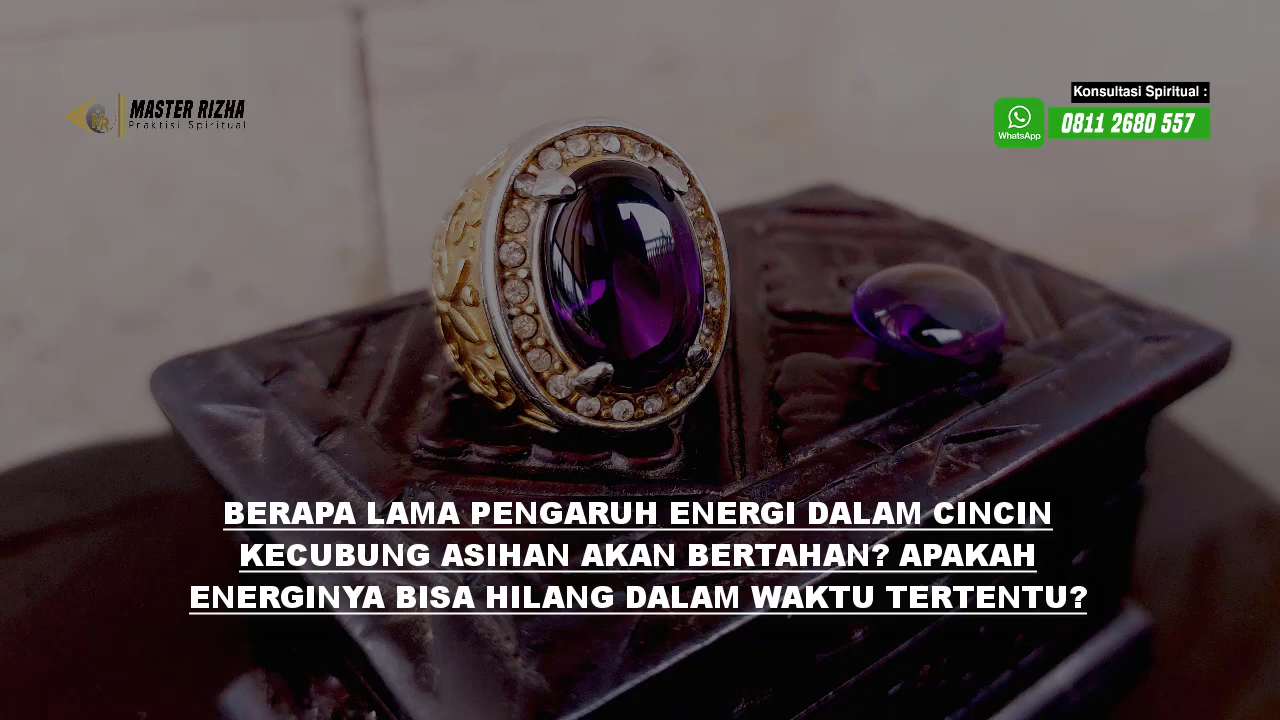 MASTER RIZHA
Praktisi Spiritual
Konsultasi Spiritual :
WhatsApp
0811 2680 557
BERAPA LAMA PENGARUH ENERGI DALAM CINCIN
KECUBUNG ASIHAN AKAN BERTAHAN? APAKAH
ENERGINYA BISA HILANG DALAM WAKTU TERTENTU?